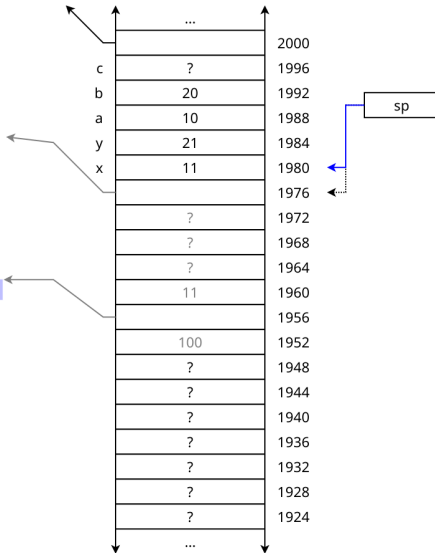 ...
2000
c ? 1996
b 20 1992
sp
a 10 1988
y 21 1984
x 11 1980
1976
? 1972
? 1968
? 1964
11 1960
1956
100 1952
? 1948
? 1944
? 1940
? 1936
? 1932
? 1928
? 1924
...